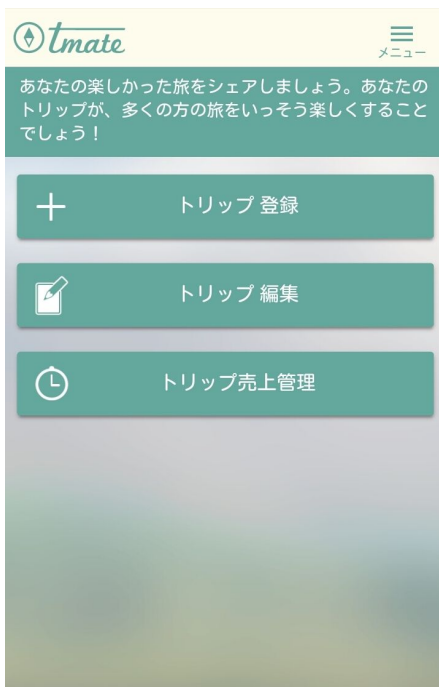 tmate
メニュー
あなたの楽しかった旅をシェアしましょう。あなたの
トリップが、多くの方の旅をいっそう楽しくすること
でしょう！
トリップ 登録
トリップ 編集
トリップ売上管理